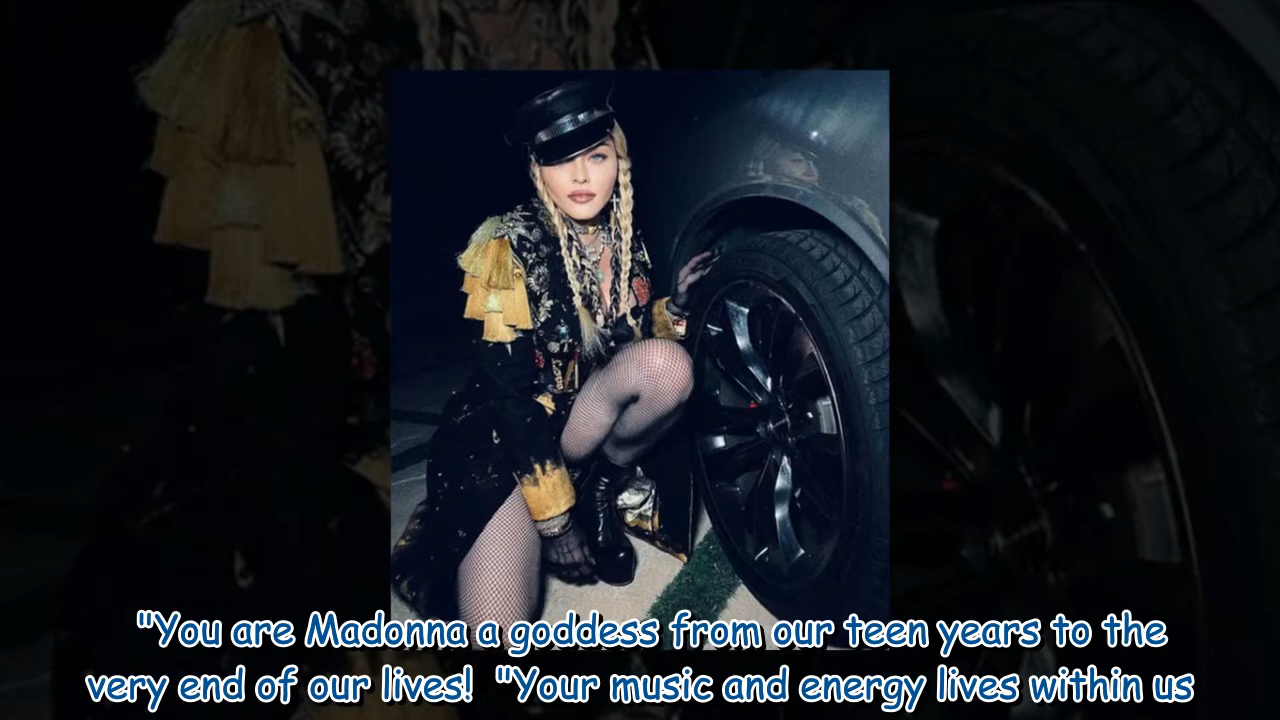 "You are Madonna a goddess from our teen years to the
very end of our lives!  "Your music and energy lives within us